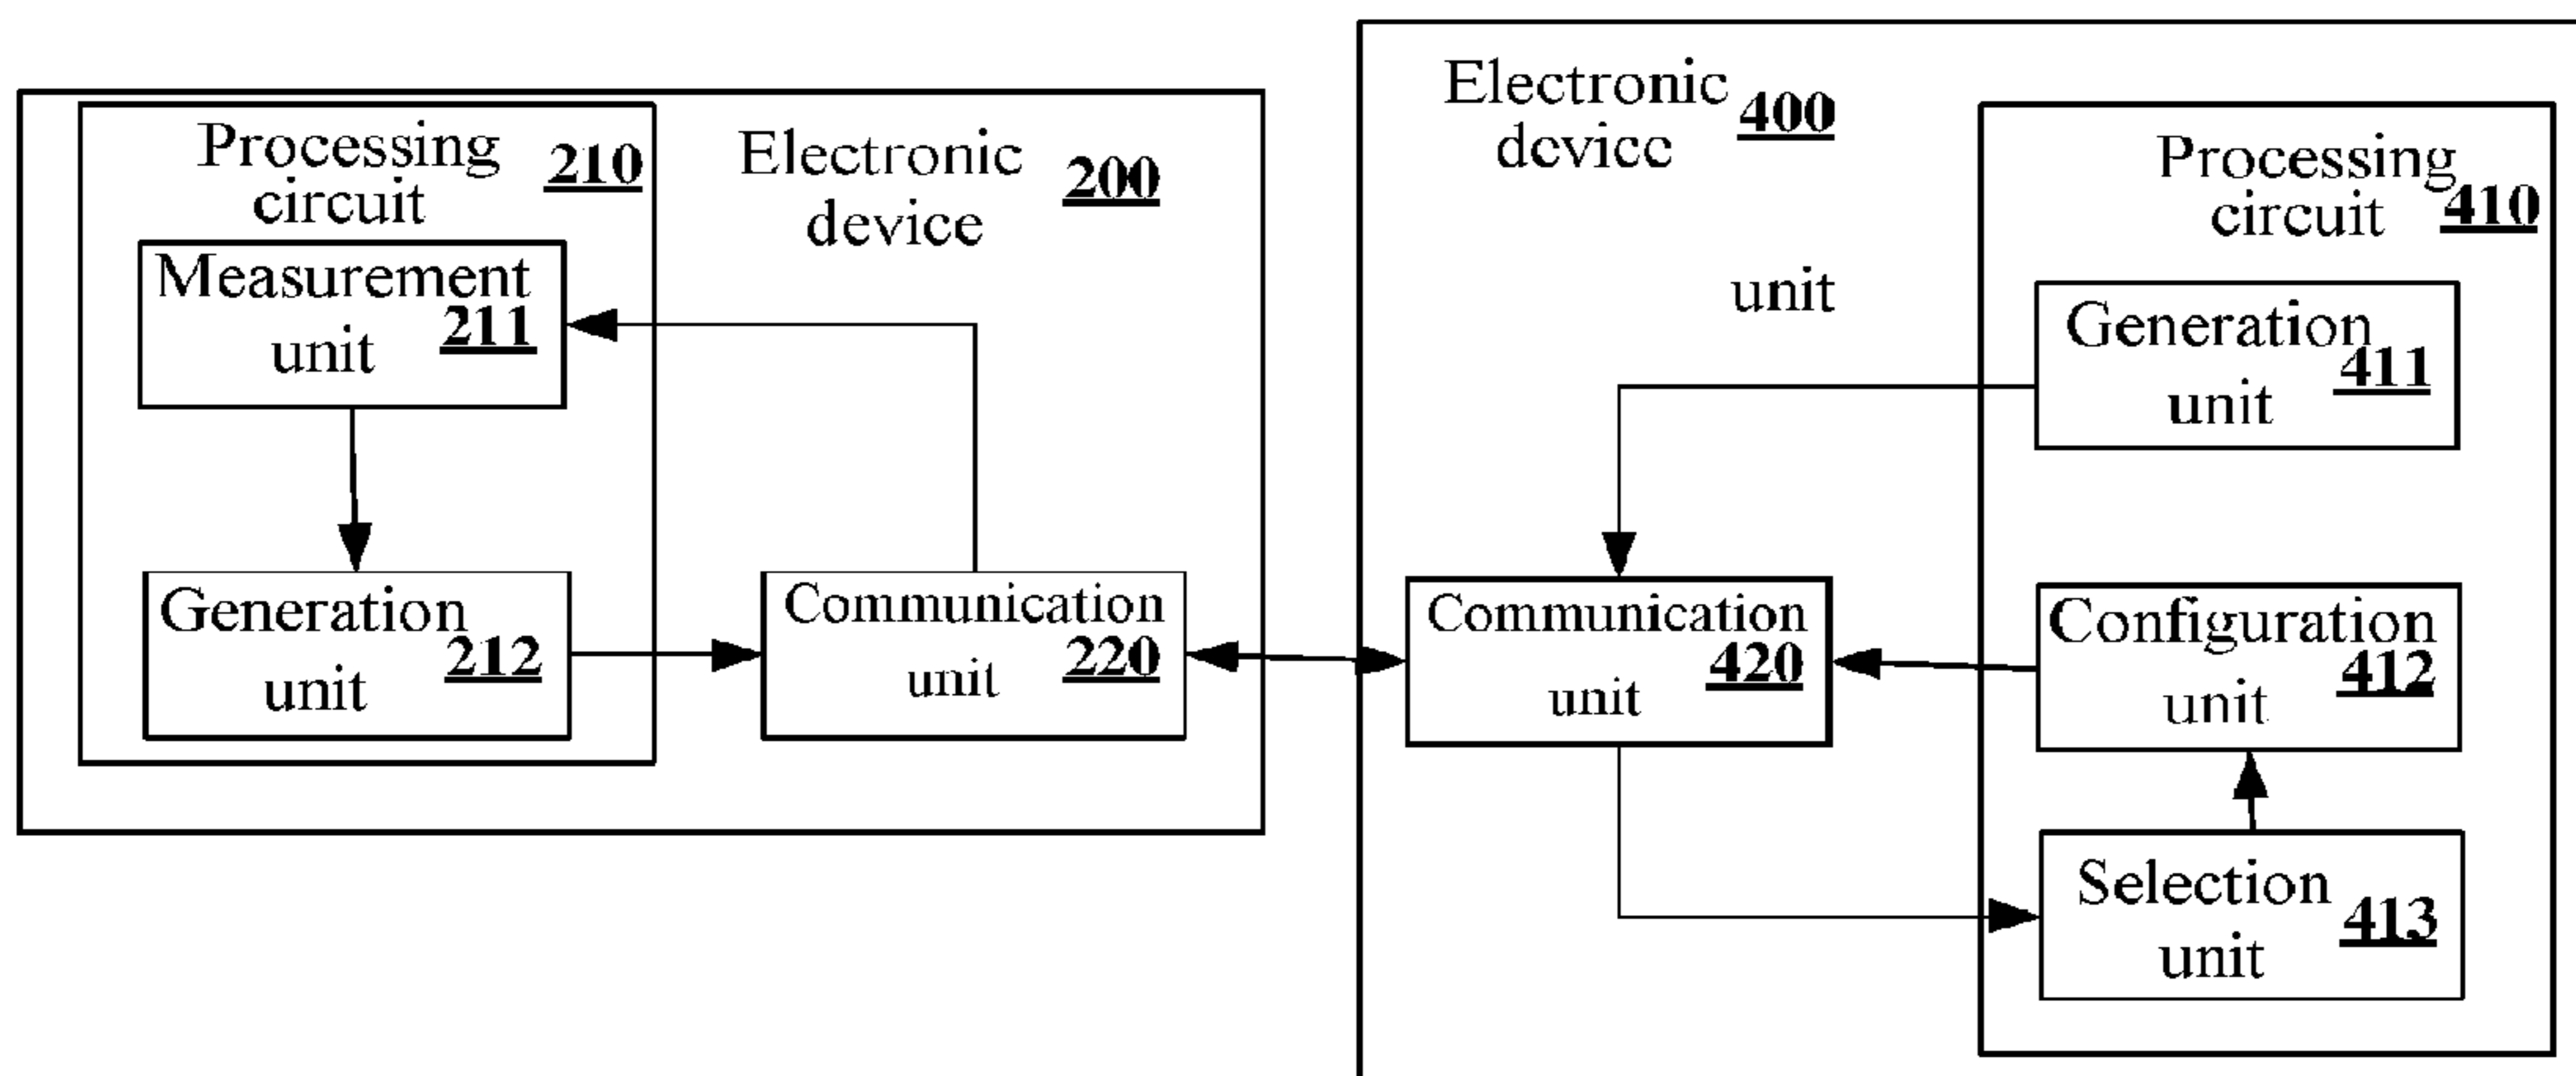 Processing
circuit 210
Measurement
unit 211
Generation
unit 212
Electronic
device 200
Communication
unit 220
Electronic
device 400
unit
Communication
unit 420
Processing
circuit 410
Generation
unit 411
Configuration
unit 412
Selection
unit 413